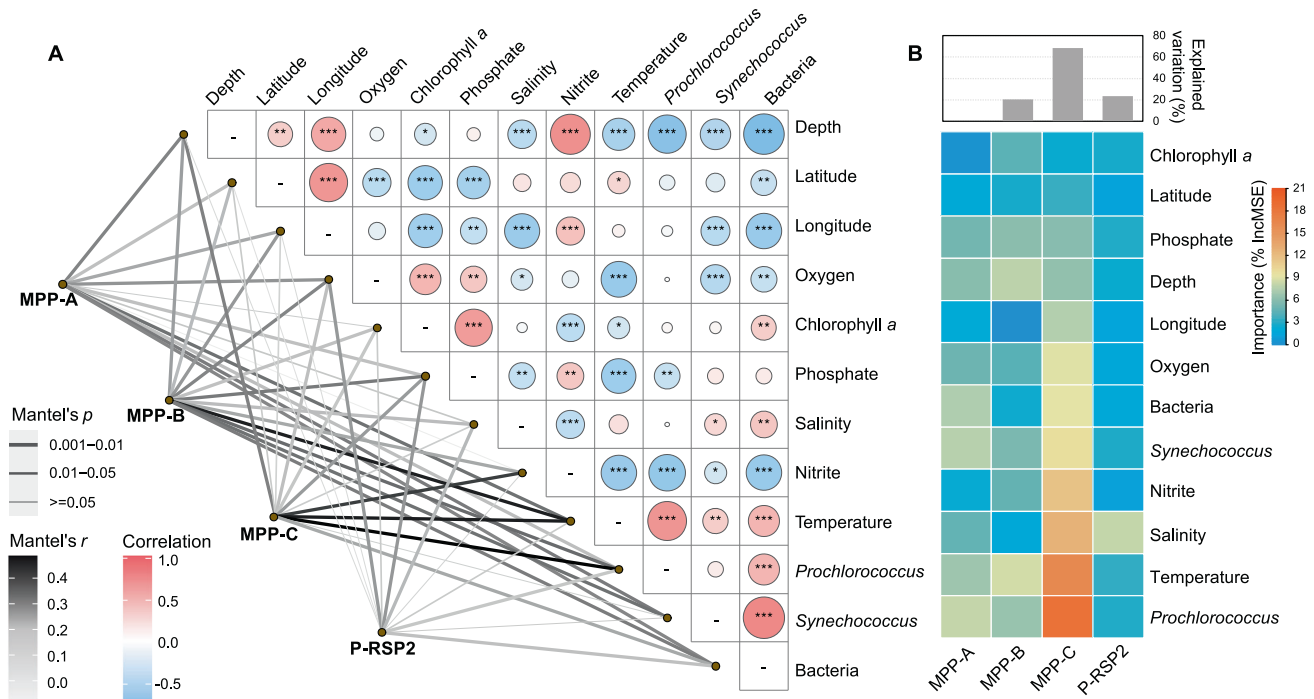 A
Depth
Latitude
Longitude
Oxygen
Chlorophyll a
Phosphate
Salinity
Nitrite
Temperature
Prochlorococcus
Synechococcus
Bacteria
- ** *** * *** *** *** *** *** *** Depth
- *** *** *** *** * ** Latitude
- *** ** *** *** *** *** Longitude
- *** ** * *** *** ** Oxygen
- *** *** * ** Chlorophyll a
- ** ** *** ** Phosphate
- *** * ** Salinity
- *** *** * *** Nitrite
- *** ** *** Temperature
- *** Prochlorococcus
- *** Synechococcus
- Bacteria
MPP-A
MPP-B
MPP-C
P-RSP2
Mantel's p
0.001–0.01
0.01–0.05
>=0.05
Mantel's r
0.4
0.3
0.2
0.1
0.0
Correlation
1.0
0.5
0.0
-0.5
B
80
60
40
20
0
Explained
variation (%)
Chlorophyll a
Latitude
Phosphate
Depth
Longitude
Oxygen
Bacteria
Synechococcus
Nitrite
Salinity
Temperature
Prochlorococcus
MPP-A
MPP-B
MPP-C
P-RSP2
Importance (% IncMSE)
21
18
15
12
9
6
3
0